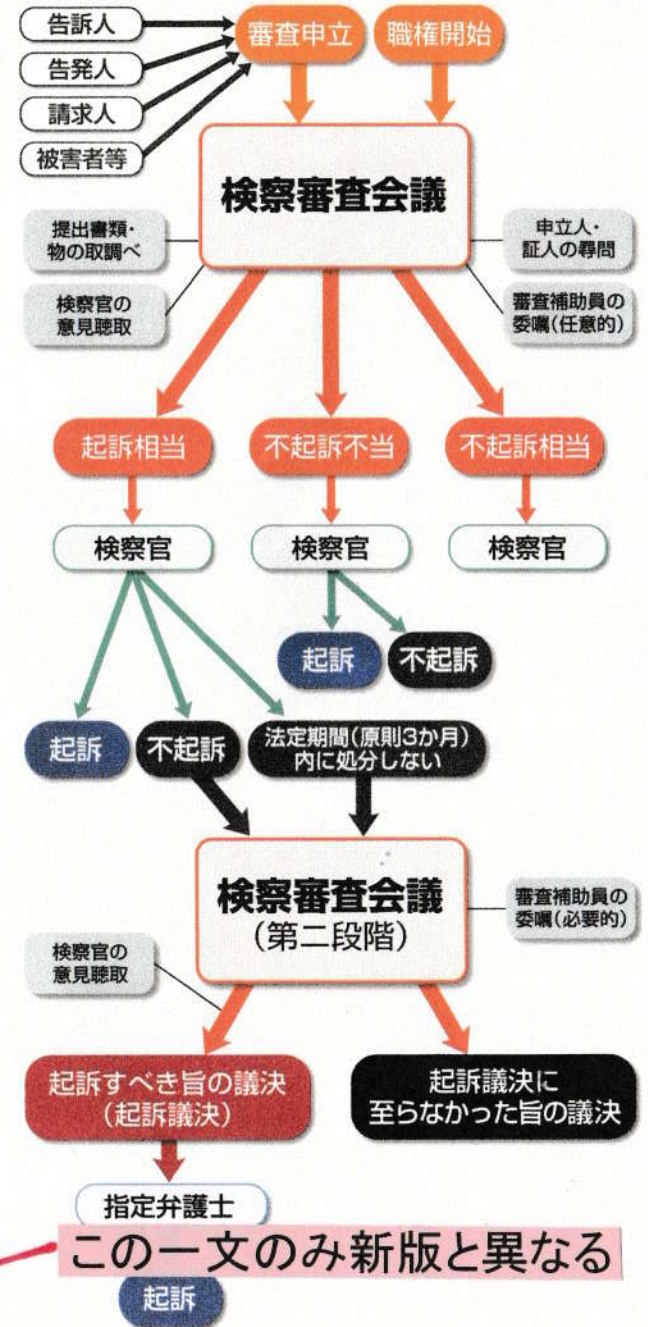 告訴人
告発人
請求人
被害者等
審査申立
職権開始
検察審査会議
提出書類・
物の取調べ
検察官の
意見聴取
申立人・
証人の尋問
審査補助員の
委嘱(任意的)
起訴相当
不起訴不当
不起訴相当
検察官
検察官
検察官
起訴
不起訴
起訴
不起訴
法定期間(原則3か月)
内に処分しない
検察審査会議
(第二段階)
審査補助員の
委嘱(必要的)
検察官の
意見聴取
起訴すべき旨の議決
(起訴議決)
起訴議決に
至らなかった旨の議決
指定弁護士
この一文のみ新版と異なる
起訴